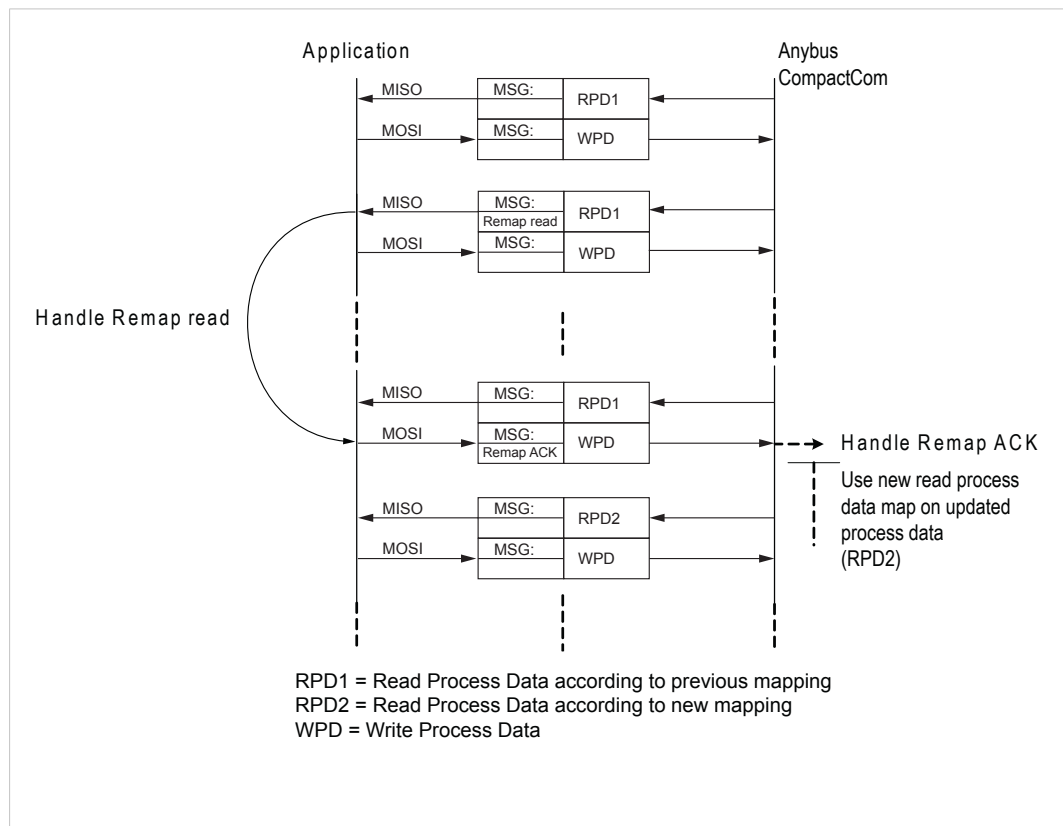 Application
Anybus
CompactCom
MISO
MSG:
RPD1
MOSI
MSG:
WPD
MISO
MSG:
Remap read
RPD1
MOSI
MSG:
WPD
Handle Remap read
MISO
MSG:
RPD1
MOSI
MSG:
Remap ACK
WPD
Handle Remap ACK
Use new read process
data map on updated
process data
(RPD2)
MISO
MSG:
RPD2
MOSI
MSG:
WPD
RPD1 = Read Process Data according to previous mapping
RPD2 = Read Process Data according to new mapping
WPD = Write Process Data